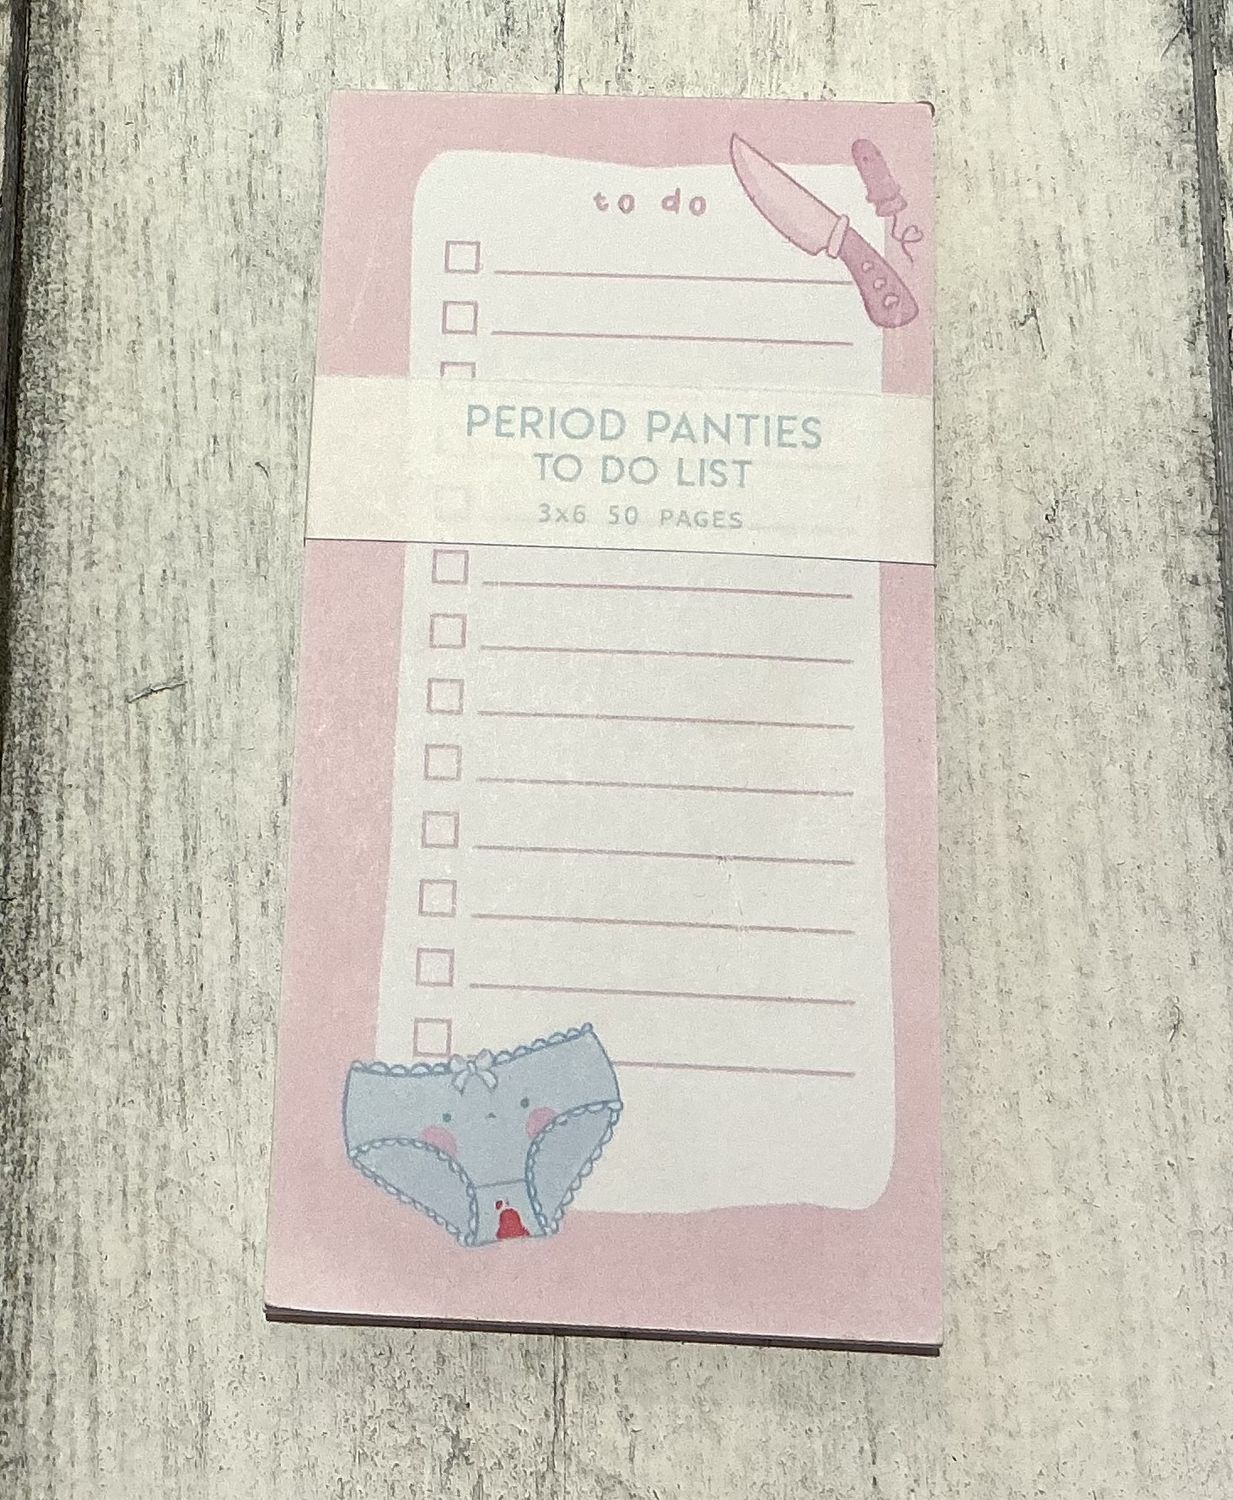 to do
PERIOD PANTIES
TO DO LIST
3x6 50 PAGES